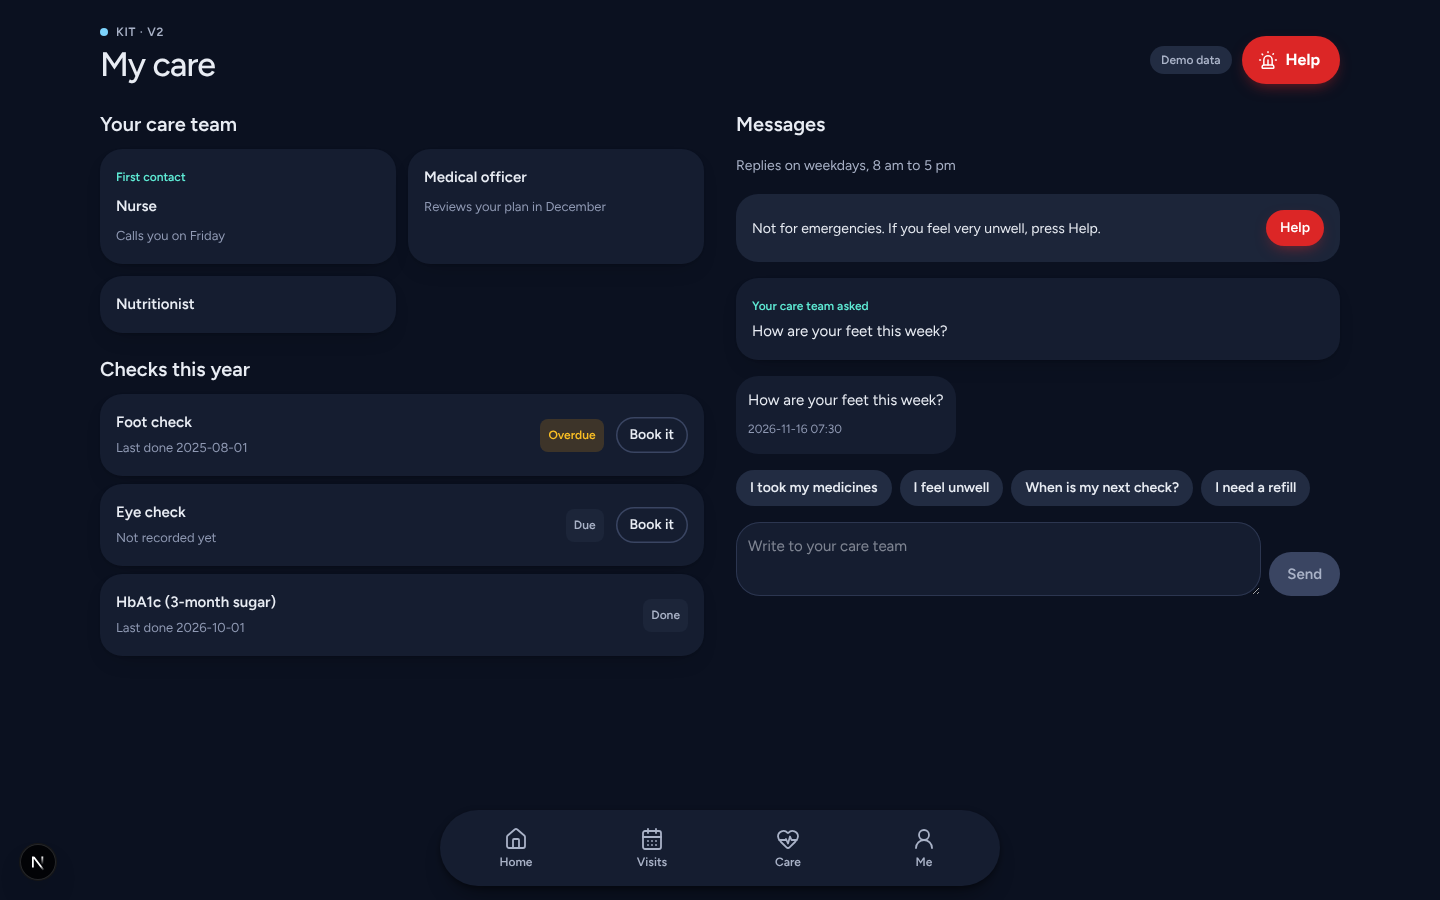 KIT · V2
My care
Demo data
Help
Your care team
First contact
Nurse
Calls you on Friday
Medical officer
Reviews your plan in December
Nutritionist
Checks this year
Foot check
Last done 2025-08-01
Overdue
Book it
Eye check
Not recorded yet
Due
Book it
HbA1c (3-month sugar)
Last done 2026-10-01
Done
Messages
Replies on weekdays, 8 am to 5 pm
Not for emergencies. If you feel very unwell, press Help.
Help
Your care team asked
How are your feet this week?
How are your feet this week?
2026-11-16 07:30
I took my medicines
I feel unwell
When is my next check?
I need a refill
Write to your care team
Send
Home
Visits
Care
Me
N